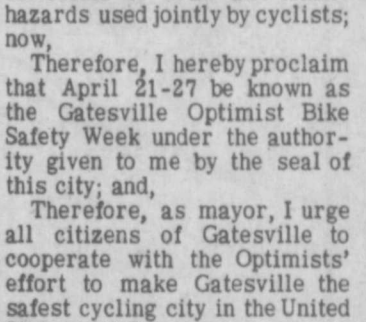 hazards used jointly by cyclists;
now,
Therefore, I hereby proclaim
that April 21-27 be known as
the Gatesville Optimist Bike
Safety Week under the author-
ity given to me by the seal of
this city; and,
Therefore, as mayor, I urge
all citizens of Gatesville to
cooperate with the Optimists'
effort to make Gatesville the
safest cycling city in the United